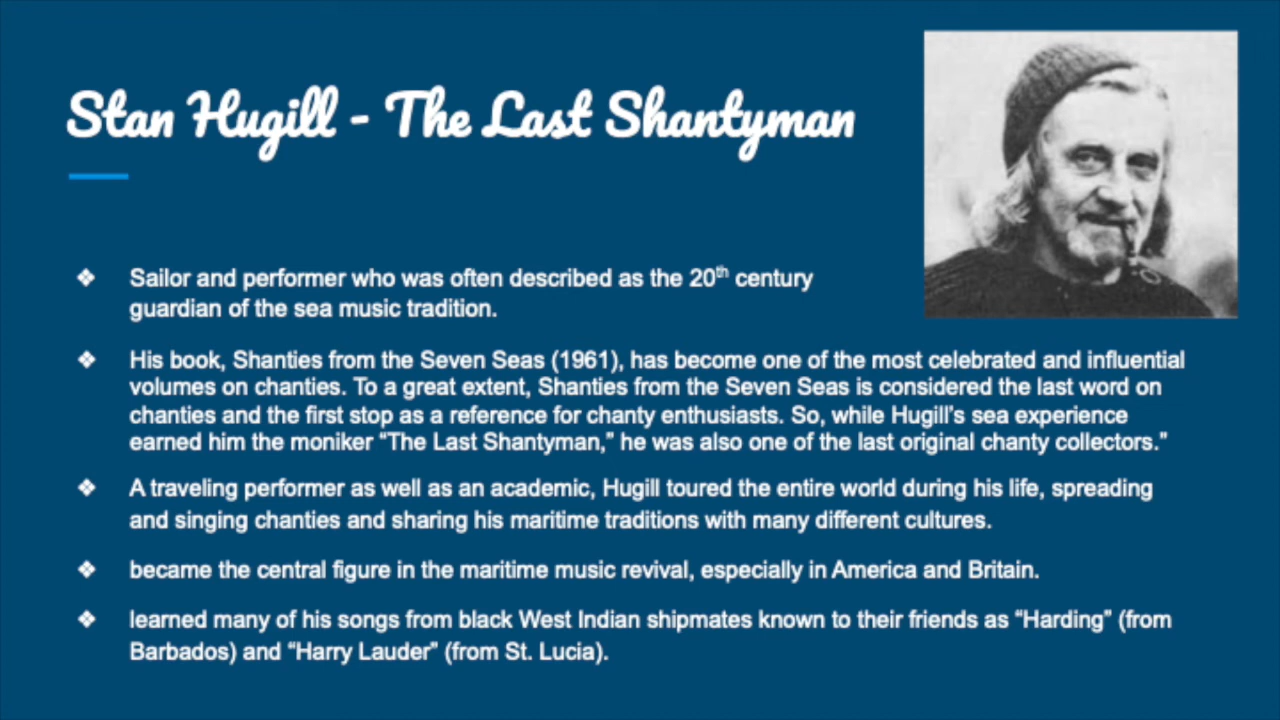 Stan Hugill - The Last Shantyman
❖ Sailor and performer who was often described as the 20th century
guardian of the sea music tradition.
❖ His book, Shanties from the Seven Seas (1961), has become one of the most celebrated and influential
volumes on chanties. To a great extent, Shanties from the Seven Seas is considered the last word on
chanties and the first stop as a reference for chanty enthusiasts. So, while Hugill's sea experience
earned him the moniker “The Last Shantyman,” he was also one of the last original chanty collectors.”
❖ A traveling performer as well as an academic, Hugill toured the entire world during his life, spreading
and singing chanties and sharing his maritime traditions with many different cultures.
❖ became the central figure in the maritime music revival, especially in America and Britain.
❖ learned many of his songs from black West Indian shipmates known to their friends as “Harding” (from
Barbados) and “Harry Lauder” (from St. Lucia).